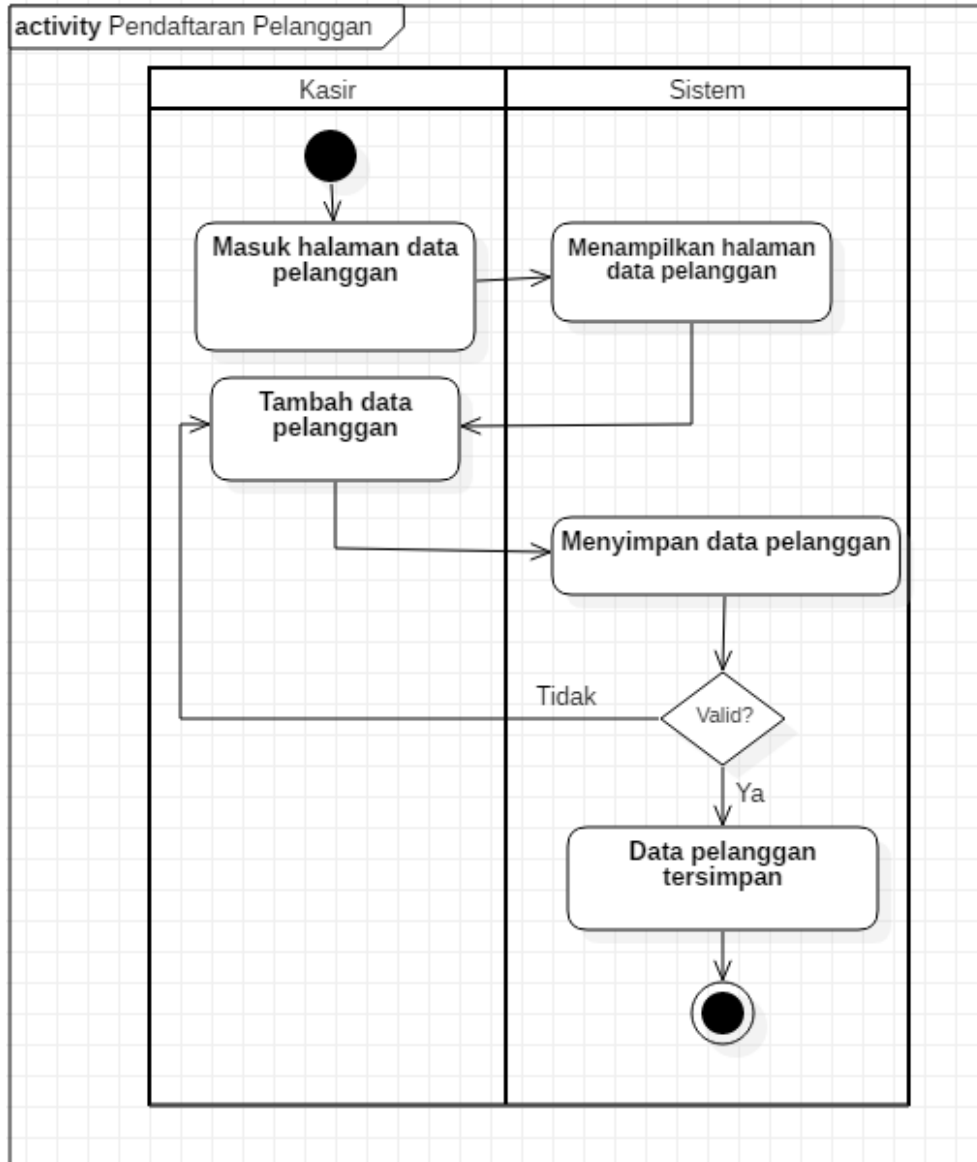 activity Pendaftaran Pelanggan
Kasir
Sistem
Masuk halaman data
pelanggan
Menampilkan halaman
data pelanggan
Tambah data
pelanggan
Menyimpan data pelanggan
Tidak
Valid?
Ya
Data pelanggan
tersimpan